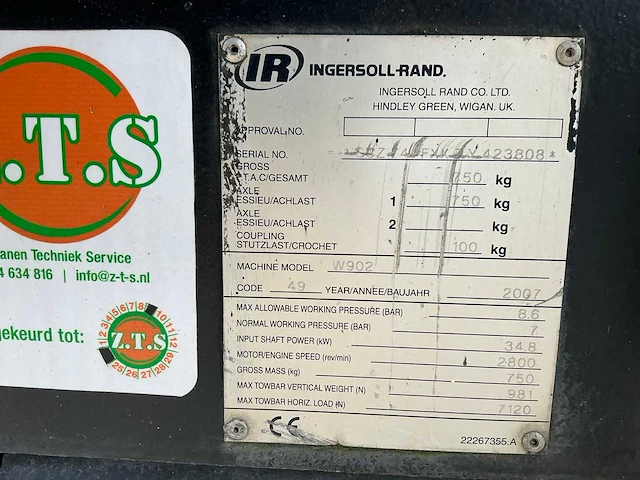 Z.T.S
anen Techniek Service
4 634 816 | info@z-t-s.nl
gekeurd tot:
Z.T.S
IR INGERSOLL-RAND.
INGERSOLL RAND CO. LTD.
HINDLEY GREEN, WIGAN. UK.
APPROVAL NO.
SERIAL NO. 423808*
GROSS
P.T.A.C/GESAMT 750 kg
AXLE
ESSIEU/ACHLAST 1 750 kg
AXLE
ESSIEU/ACHLAST 2 kg
COUPLING
STUTZLAST/CROCHET 100 kg
MACHINE MODEL W902
CODE 49 YEAR/ANNEE/BAUJAHR 2007
MAX ALLOWABLE WORKING PRESSURE (BAR) 8.6
NORMAL WORKING PRESSURE (BAR) 7
INPUT SHAFT POWER (kW) 34.8
MOTOR/ENGINE SPEED (rev/min) 2800
GROSS MASS (kg) 750
MAX TOWBAR VERTICAL WEIGHT (N) 981
MAX TOWBAR HORIZ. LOAD (N) 7120
CE
22267355.A